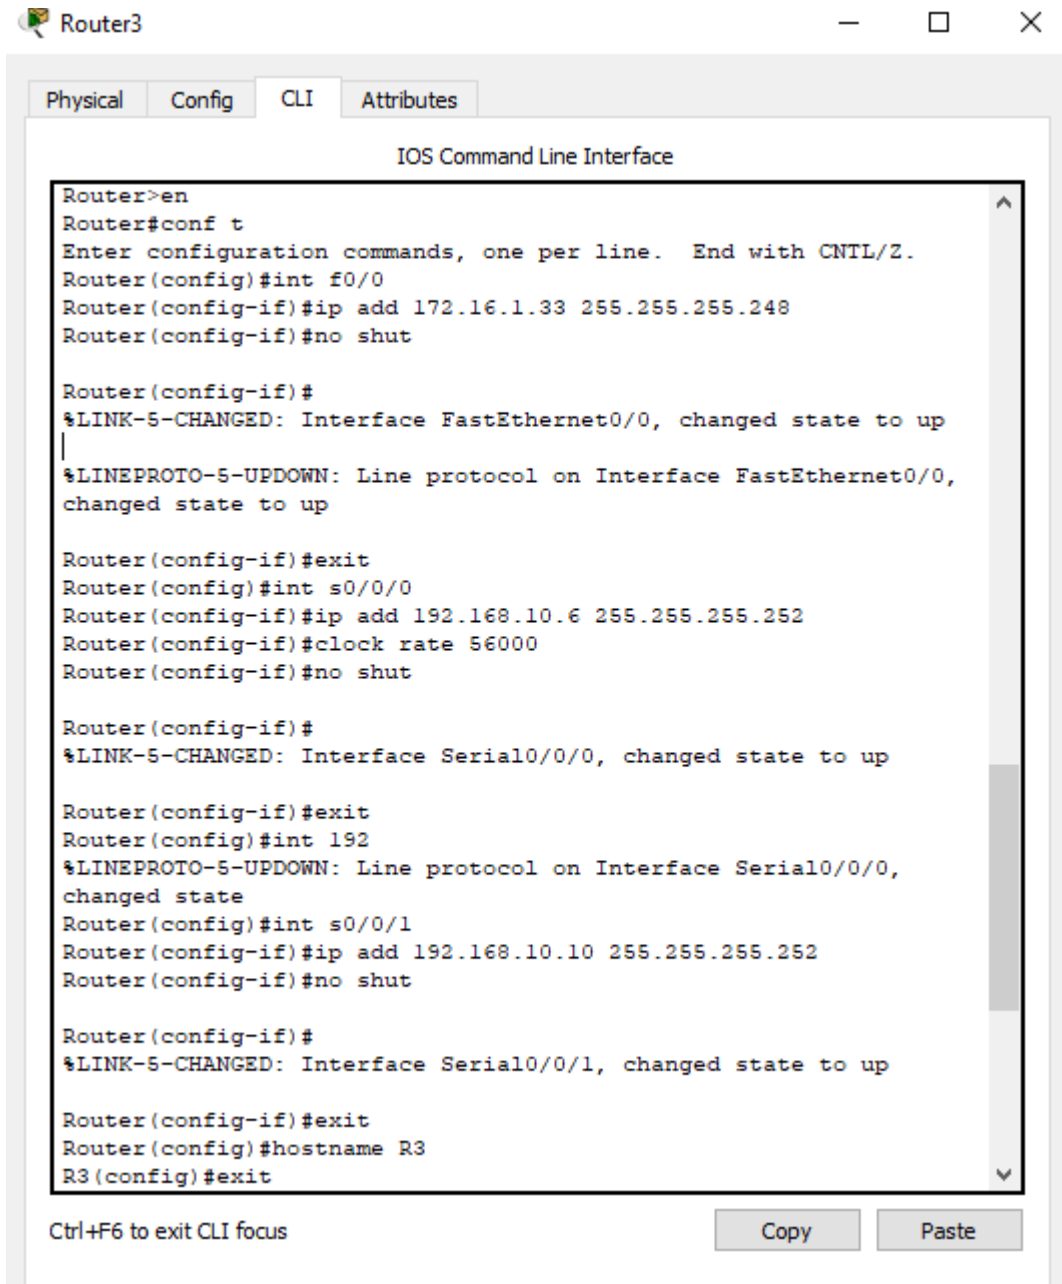 Router3
Physical Config CLI Attributes
IOS Command Line Interface
Router>en
Router#conf t
Enter configuration commands, one per line.  End with CNTL/Z.
Router(config)#int f0/0
Router(config-if)#ip add 172.16.1.33 255.255.255.248
Router(config-if)#no shut
Router(config-if)#
%LINK-5-CHANGED: Interface FastEthernet0/0, changed state to up
%LINEPROTO-5-UPDOWN: Line protocol on Interface FastEthernet0/0,
changed state to up
Router(config-if)#exit
Router(config)#int s0/0/0
Router(config-if)#ip add 192.168.10.6 255.255.255.252
Router(config-if)#clock rate 56000
Router(config-if)#no shut
Router(config-if)#
%LINK-5-CHANGED: Interface Serial0/0/0, changed state to up
Router(config-if)#exit
Router(config)#int 192
%LINEPROTO-5-UPDOWN: Line protocol on Interface Serial0/0/0,
changed state
Router(config)#int s0/0/1
Router(config-if)#ip add 192.168.10.10 255.255.255.252
Router(config-if)#no shut
Router(config-if)#
%LINK-5-CHANGED: Interface Serial0/0/1, changed state to up
Router(config-if)#exit
Router(config)#hostname R3
R3(config)#exit
Ctrl+F6 to exit CLI focus Copy Paste